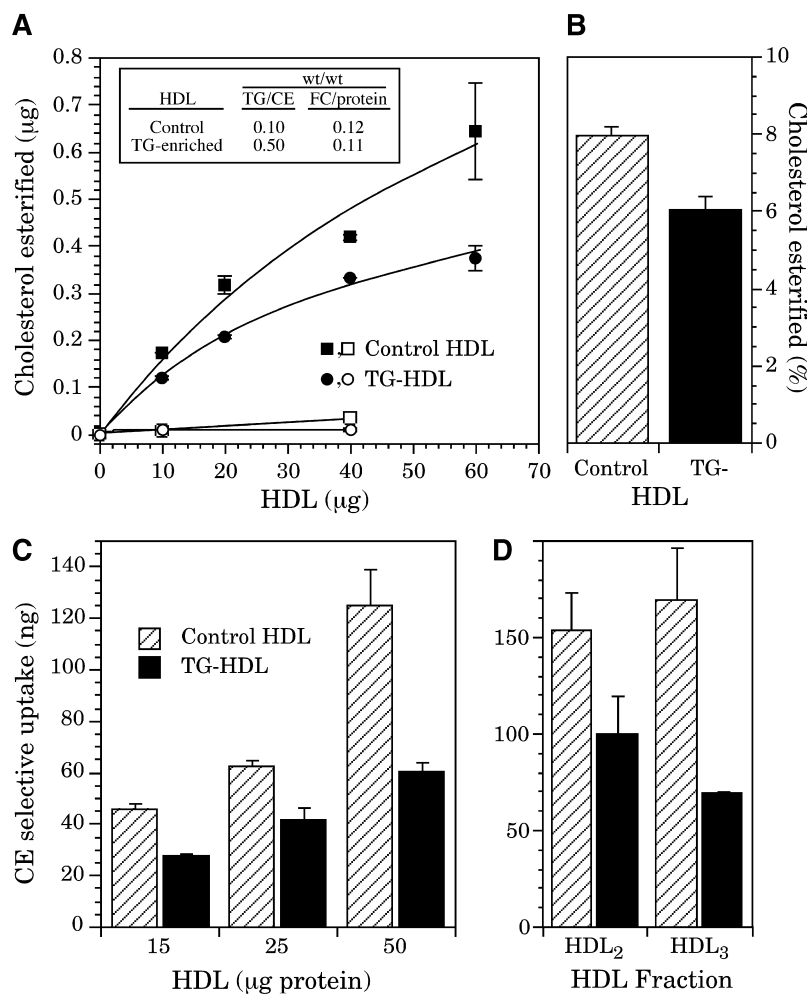 A
Cholesterol esterified (µg)
0.8
0.7
0.6
0.5
0.4
0.3
0.2
0.1
0
wt/wt
HDL TG/CE FC/protein
Control 0.10 0.12
TG-enriched 0.50 0.11
■,□ Control HDL
●,○ TG-HDL
0 10 20 30 40 50 60 70
HDL (µg)
B
10
8
6
4
2
0
Cholesterol esterified (%)
Control TG-
HDL
C
CE selective uptake (ng)
140
120
100
80
60
40
20
0
Control HDL
TG-HDL
15 25 50
HDL (µg protein)
D
150
100
50
0
HDL₂ HDL₃
HDL Fraction